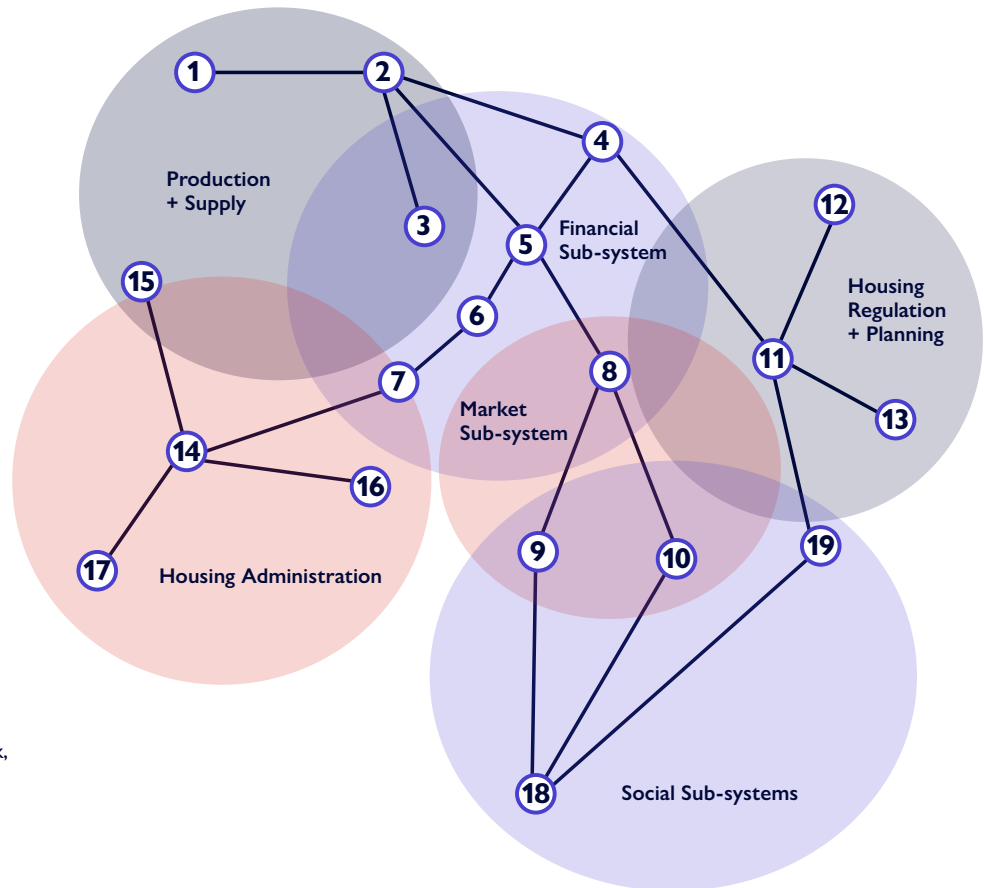 1
2
4
Production
+ Supply
12
3
Financial
Sub-system
5
15
Housing
Regulation
+ Planning
6
11
8
7
Market
Sub-system
13
14
16
9
10
19
17
Housing Administration
18
Social Sub-systems